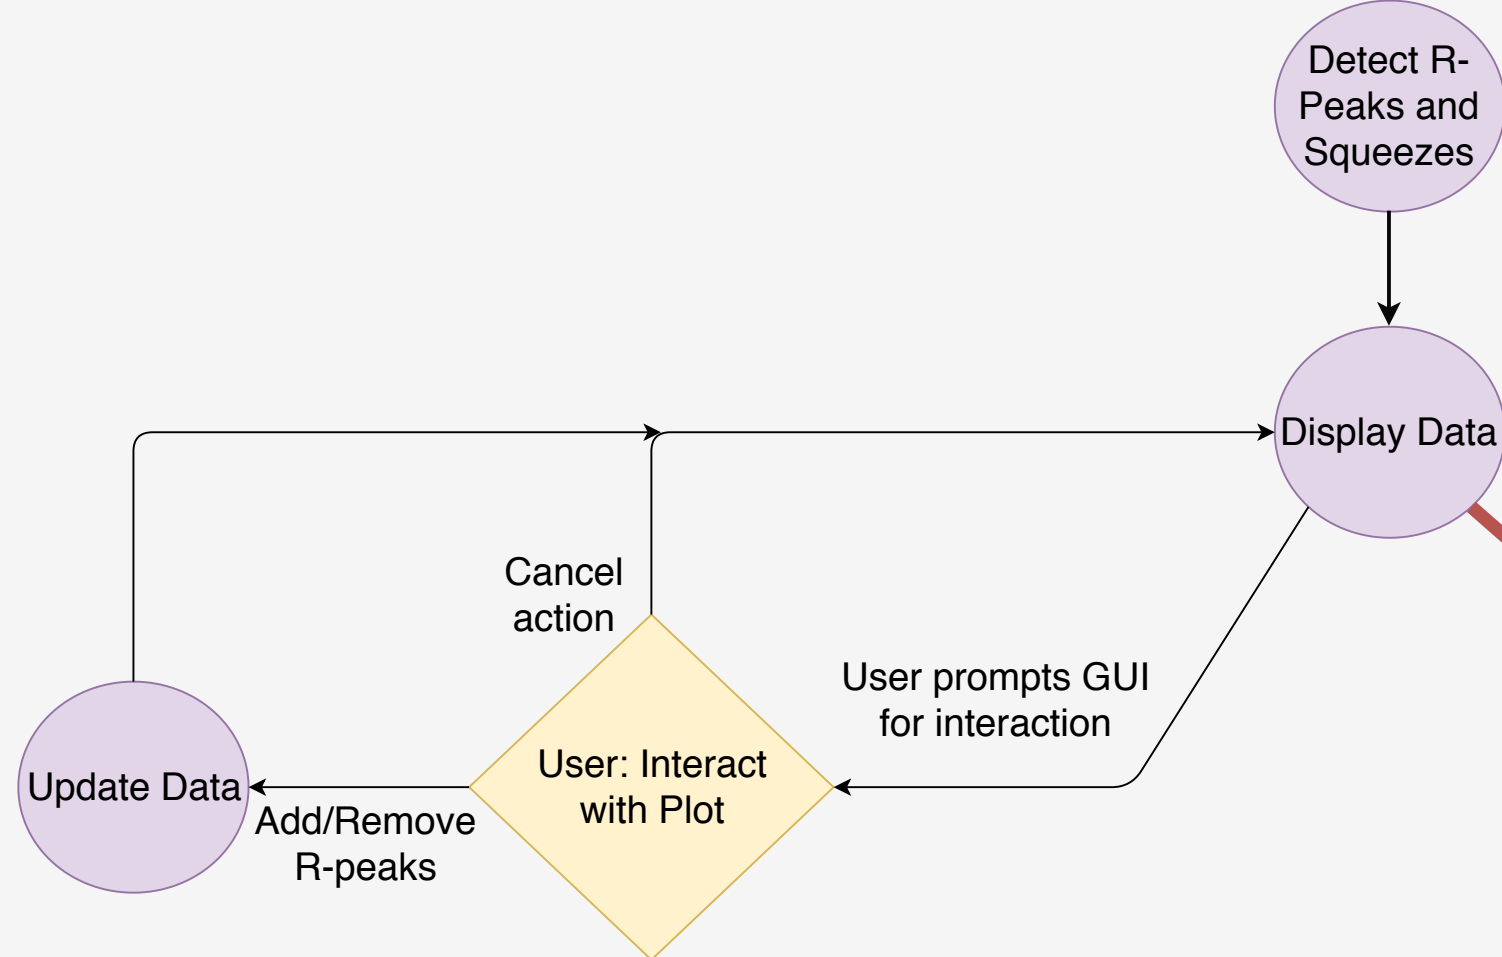 Detect R-
Peaks and
Squeezes
Display Data
Cancel
action
User prompts GUI
for interaction
User: Interact
with Plot
Update Data
Add/Remove
R-peaks